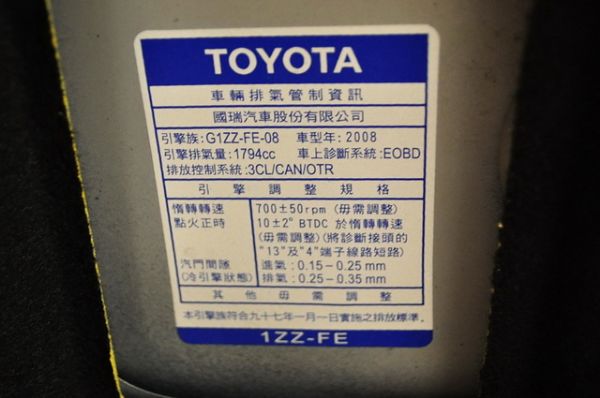 TOYOTA
車輛排氣管制資訊
國瑞汽車股份有限公司
引擎族:G1ZZ-FE-08 車型年:2008
引擎排氣量:1794cc 車上診斷系統:EOBD
排放控制系統:3CL/CAN/OTR
引擎調整規格
惰轉轉速 700±50rpm (毋需調整)
點火正時 10±2° BTDC 於惰轉轉速
(毋需調整)(將診斷接頭的
"13"及"4"端子線路短路)
汽門間隙 進氣:0.15-0.25mm
(冷引擎狀態) 排氣:0.25-0.35mm
其他毋需調整
本引擎族符合九十七年一月一日實施之排放標準。
1ZZ-FE